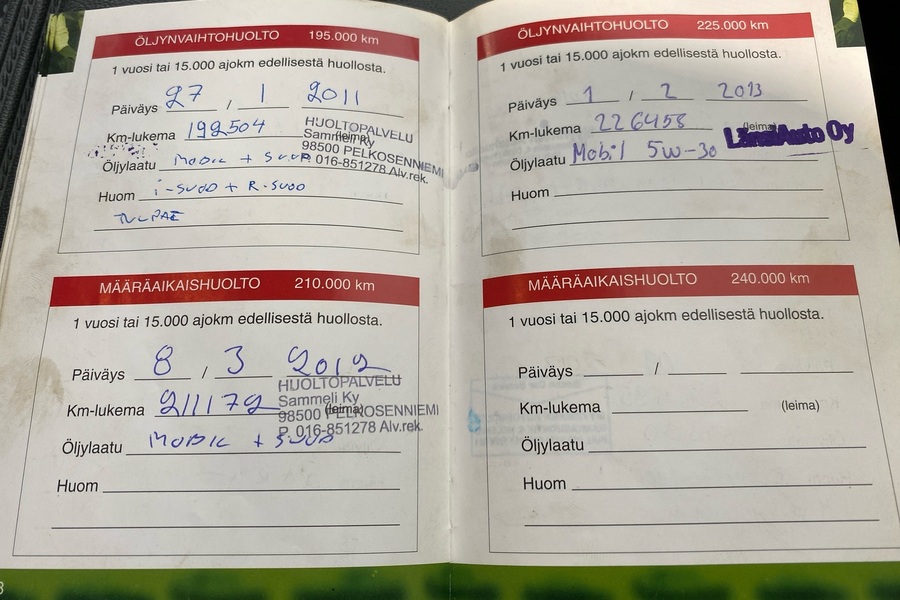 ÖLJYNVAIHTOHUOLTO 195.000 km
1 vuosi tai 15.000 ajokm edellisestä huollosta.
Päiväys 27 / 1 2011
Km-lukema 192504 (leima)
HUOLTOPALVELU
Sammeli Ky
98500 PELKOSENNIEMI
P. 016-851278 Alv.rek.
Öljylaatu MOBIL + SUOD
Huom i-SUOD + R.SUOD
MÄÄRÄAIKAISHUOLTO 210.000 km
1 vuosi tai 15.000 ajokm edellisestä huollosta.
Päiväys 8 / 3 2012
Km-lukema 211172 (leima)
HUOLTOPALVELU
Sammeli Ky
98500 PELKOSENNIEMI
P. 016-851278 Alv.rek.
Öljylaatu MOBIL + SUOD
Huom
ÖLJYNVAIHTOHUOLTO 225.000 km
1 vuosi tai 15.000 ajokm edellisestä huollosta.
Päiväys 1 / 2 2013
Km-lukema 226458 (leima)
LänsiAuto Oy
Öljylaatu Mobil 5W-30
Huom
MÄÄRÄAIKAISHUOLTO 240.000 km
1 vuosi tai 15.000 ajokm edellisestä huollosta.
Päiväys /
Km-lukema (leima)
Öljylaatu
Huom